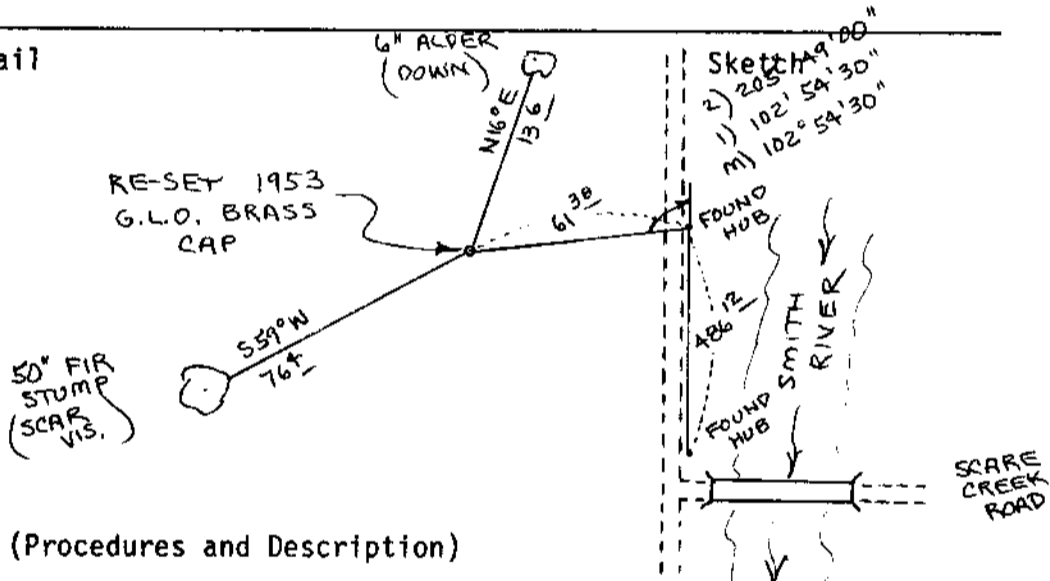 ail
Sketch
6" ALDER
(DOWN)
2) 205° 49' 00"
1) 102' 54' 30"
m) 102° 54' 30"
N16°E
136
RE-SET 1953
G.L.O. BRASS
CAP
61 38
FOUND
HUB
S59°W
76 4
486 12
SMITH
RIVER
50" FIR
STUMP
(SCAR
VIS.)
FOUND
HUB
SCARE
CREEK
ROAD
(Procedures and Description)